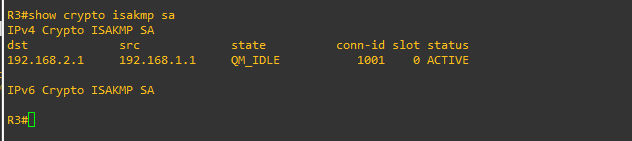 R3#show crypto isakmp sa
IPv4 Crypto ISAKMP SA
dst             src             state          conn-id slot status
192.168.2.1     192.168.1.1     QM_IDLE           1001    0 ACTIVE
IPv6 Crypto ISAKMP SA
R3#